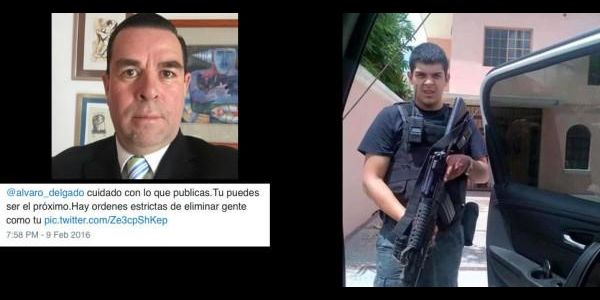 @alvaro_delgado cuidado con lo que publicas.Tu puedes
ser el próximo.Hay ordenes estrictas de eliminar gente
como tu pic.twitter.com/Ze3cpShKep
7:58 PM - 9 Feb 2016